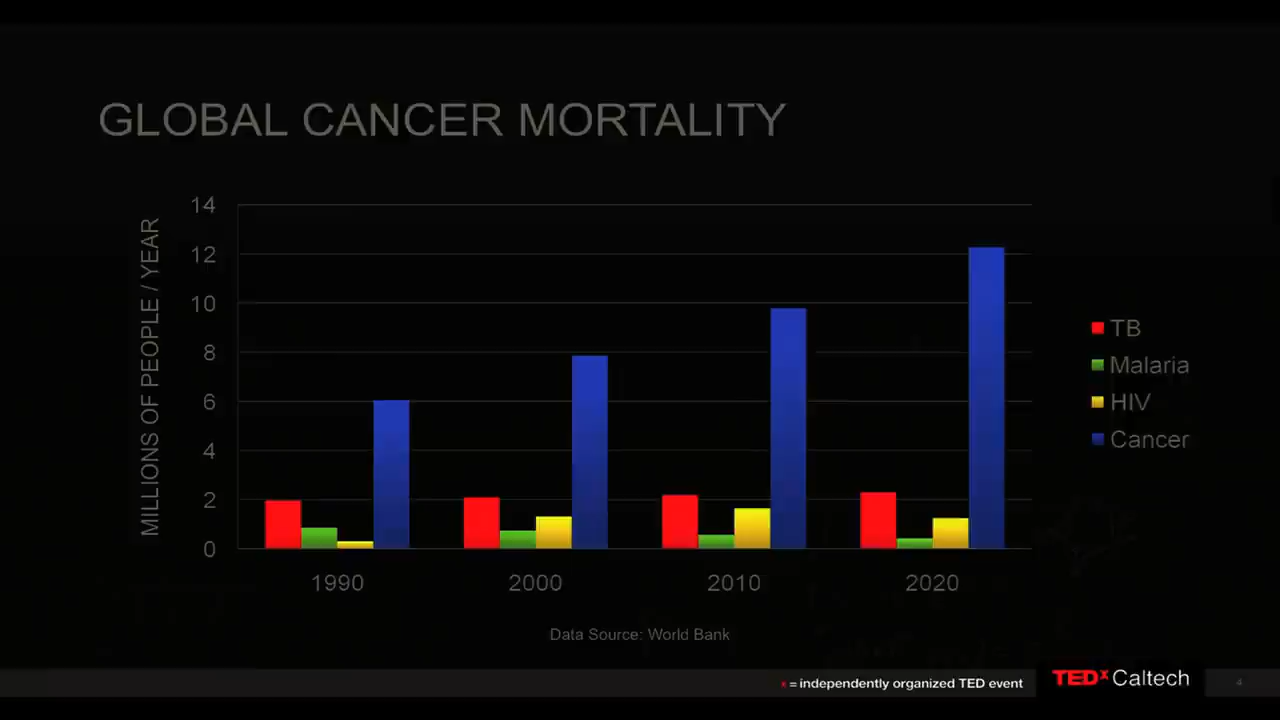 GLOBAL CANCER MORTALITY
MILLIONS OF PEOPLE / YEAR
14
12
10
8
6
4
2
0
1990 2000 2010 2020
TB
Malaria
HIV
Cancer
Data Source: World Bank
x = independently organized TED event
TEDx Caltech
4